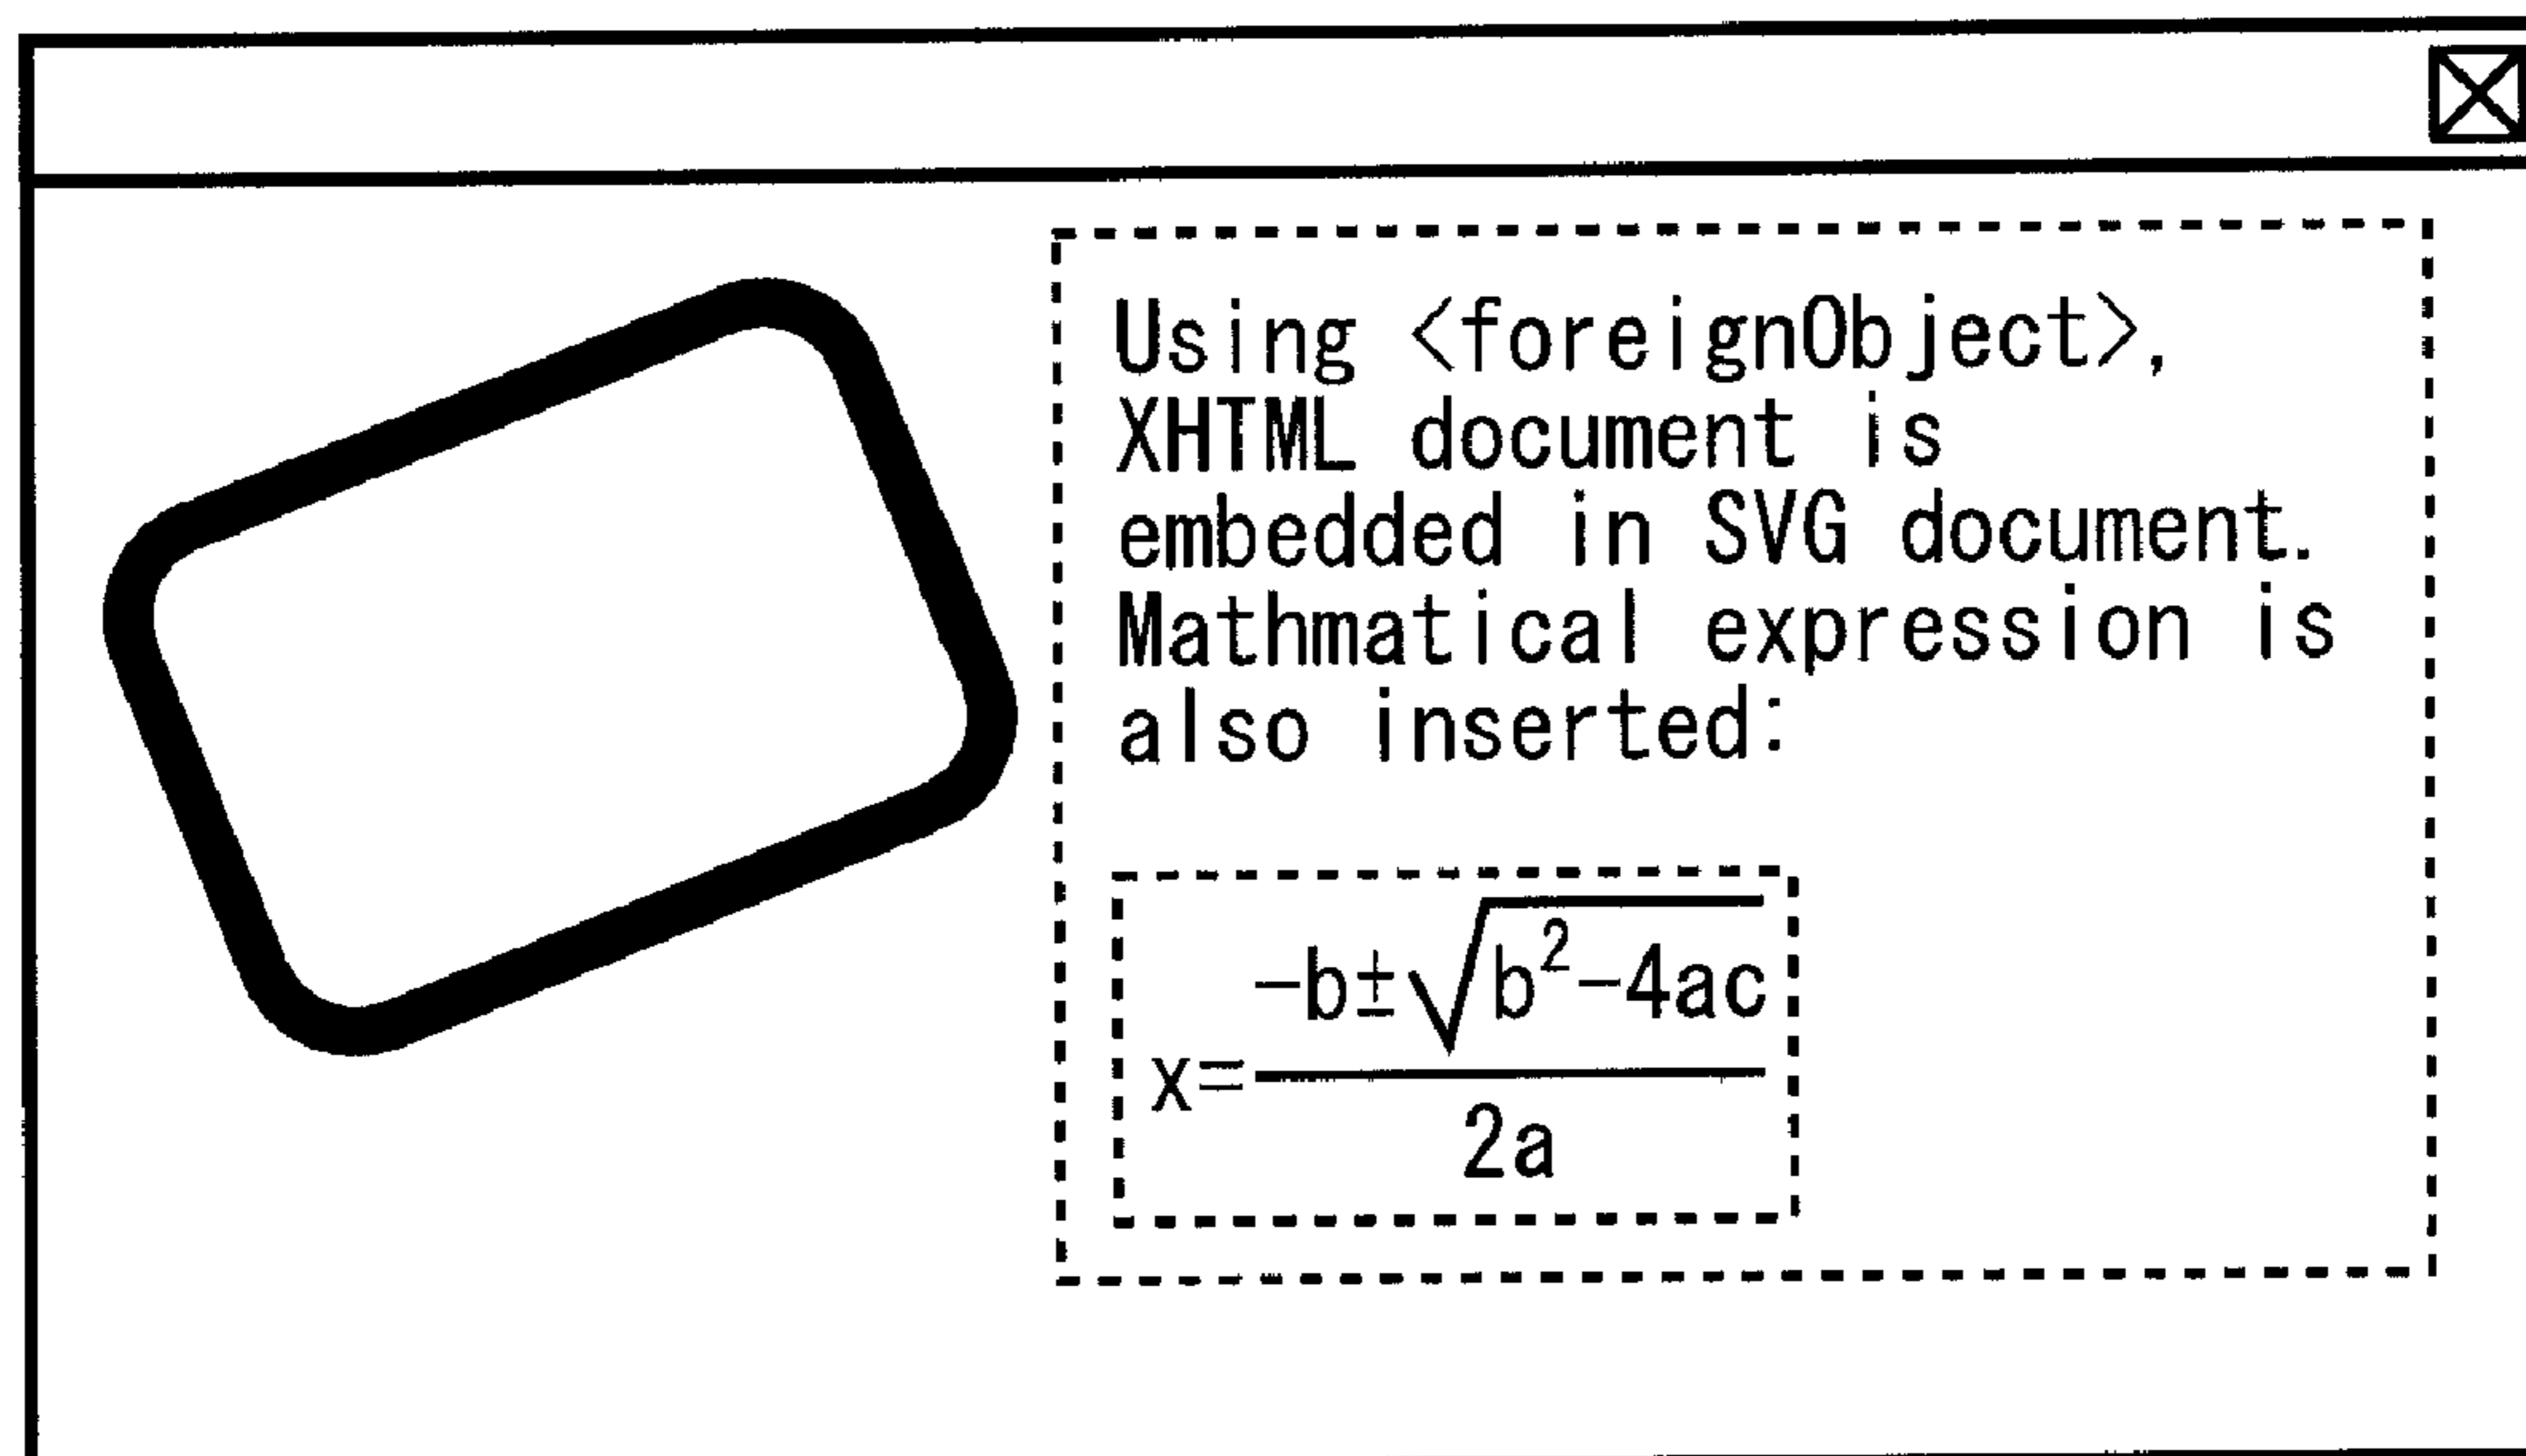 Using <foreignObject>,
XHTML document is
embedded in SVG document.
Mathmatical expression is
also inserted:
x=-b±√b²-4ac
2a